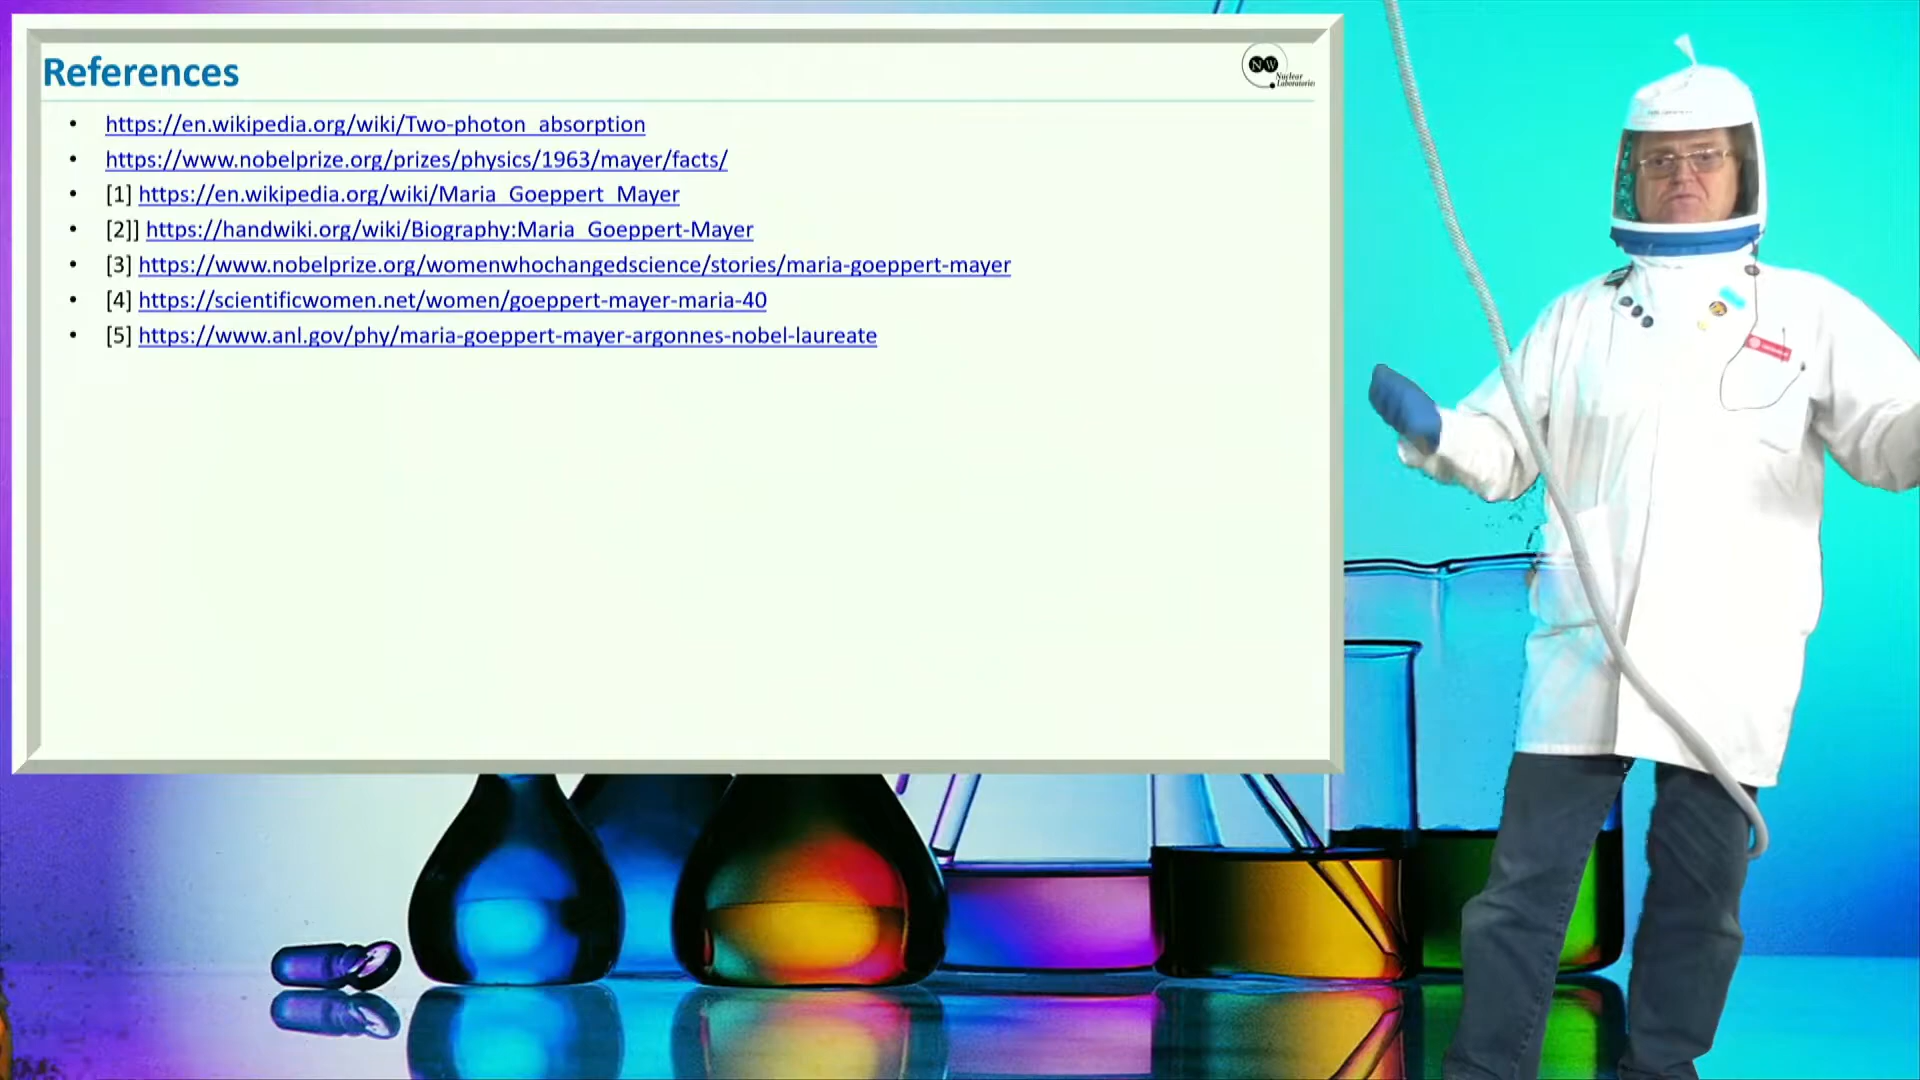 References
NW
Nuclear
Laboratories
• https://en.wikipedia.org/wiki/Two-photon_absorption
• https://www.nobelprize.org/prizes/physics/1963/mayer/facts/
• [1] https://en.wikipedia.org/wiki/Maria_Goeppert_Mayer
• [2]] https://handwiki.org/wiki/Biography:Maria_Goeppert-Mayer
• [3] https://www.nobelprize.org/womenwhochangedscience/stories/maria-goeppert-mayer
• [4] https://scientificwomen.net/women/goeppert-mayer-maria-40
• [5] https://www.anl.gov/phy/maria-goeppert-mayer-argonnes-nobel-laureate